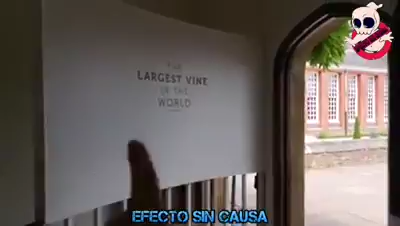 THE
LARGEST VINE
IN THE
WORLD
EFECTO SIN CAUSA